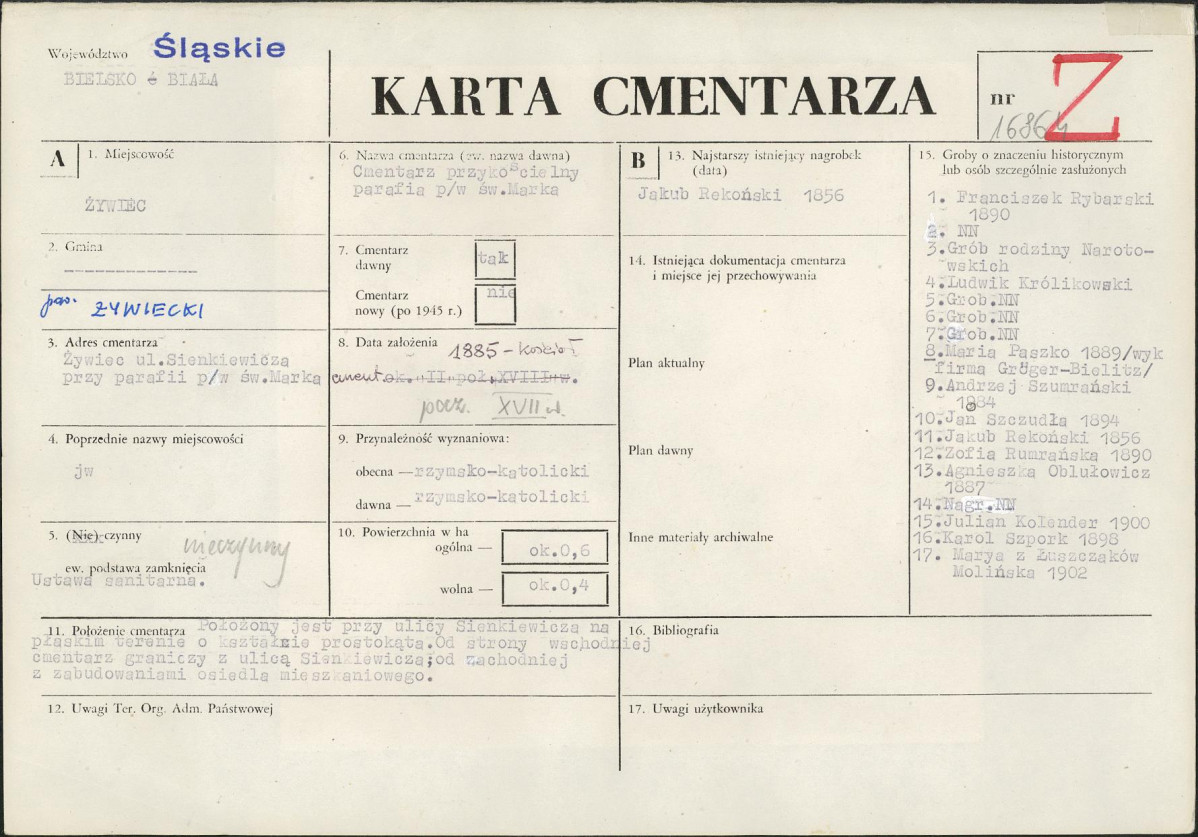 Województwo Śląskie
BIELSKO - BIAŁA
KARTA CMENTARZA
nr Z
16864
A 1. Miejscowość
ŻYWIEC
2. Gmina
-------------
pow. ŻYWIECKI
3. Adres cmentarza
Żywiec ul.Sienkiewicza
przy parafii p/w św.Marka
4. Poprzednie nazwy miejscowości
jw
5. (Nie) czynny
nieczynny
ew. podstawa zamknięcia
Ustawa sanitarna.
6. Nazwa cmentarza (ew. nazwa dawna)
Cmentarz przykościelny
parafia p/w św.Marka
7. Cmentarz
dawny
tak
Cmentarz
nowy (po 1945 r.)
nie
8. Data założenia 1885 - kościół
cment. ok. "II" poł. XVIII" w.
pocz. XVII w.
9. Przynależność wyznaniowa:
obecna — rzymsko-katolicki
dawna — rzymsko-katolicki
10. Powierzchnia w ha
ogólna — ok.0,6
wolna — ok.0,4
11. Położenie cmentarza Położony jest przy ulicy Sienkiewicza na
płaskim terenie o kształcie prostokąta.Od strony wschodniej
cmentarz graniczy z ulicą Sienkiewicza;od zachodniej
z zabudowaniami osiedla mieszkaniowego.
12. Uwagi Ter. Org. Adm. Państwowej
B 13. Najstarszy istniejący nagrobek
(data)
Jakub Rekoński 1856
14. Istniejąca dokumentacja cmentarza
i miejsce jej przechowywania
Plan aktualny
Plan dawny
Inne materiały archiwalne
15. Groby o znaczeniu historycznym
lub osób szczególnie zasłużonych
1. Franciszek Rybarski
1890
2. NN
3.Grób rodziny Naroto-
wskich
4.Ludwik Królikowski
5.Grob.NN
6.Grob.NN
7.Grob.NN
8.Maria Paszko 1889/wyk
firma Gröger-Bielitz/
9.Andrzej Szumrański
1884
10.Jan Szczudła 1894
11.Jakub Rekoński 1856
12.Zofia Rumrańska 1890
13.Agnieszka Obłułowicz
1887
14.Nagr.NN
15.Julian Kolender 1900
16.Karol Szpork 1898
17. Marya z Łuszczaków
Molińska 1902
16. Bibliografia
17. Uwagi użytkownika